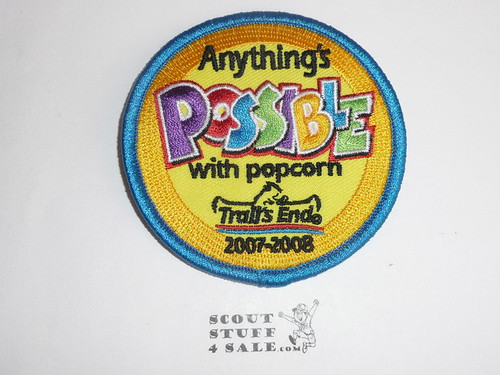 Anything's
POSSIBLE
with popcorn
Trail's End®
2007-2008
SCOUT
STUFF
4 SALE.com